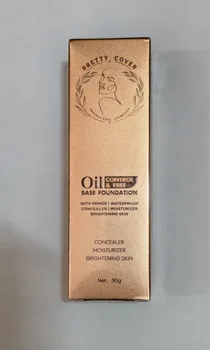 PRETTY, COVER
Oil CONTROL
& FREE
BASE FOUNDATION
WITH PRIMER | WATERPROOF
CONCEALER | MOISTURIZER
BRIGHTENING SKIN
CONCEALER
MOISTURIZER
BRIGHTENING SKIN
Net: 30g